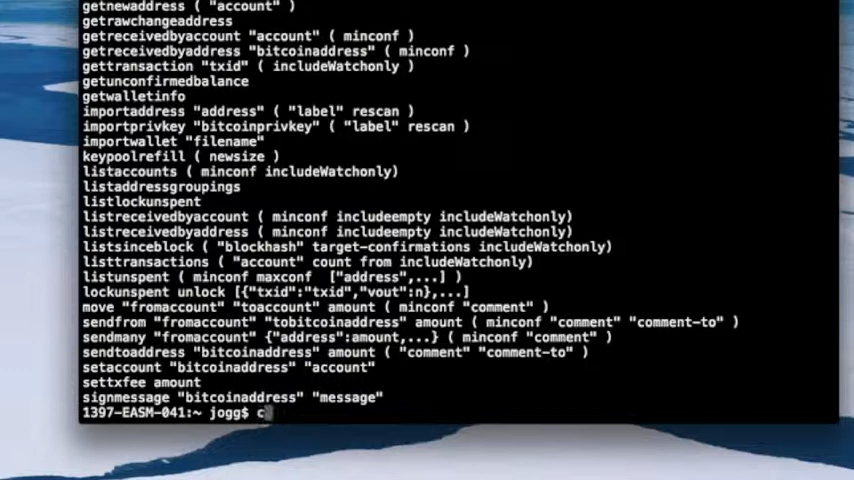 getnewaddress ( "account" )
getrawchangeaddress
getreceivedbyaccount "account" ( minconf )
getreceivedbyaddress "bitcoinaddress" ( minconf )
gettransaction "txid" ( includeWatchonly )
getunconfirmedbalance
getwalletinfo
importaddress "address" ( "label" rescan )
importprivkey "bitcoinprivkey" ( "label" rescan )
importwallet "filename"
keypoolrefill ( newsize )
listaccounts ( minconf includeWatchonly)
listaddressgroupings
listlockunspent
listreceivedbyaccount ( minconf includeempty includeWatchonly)
listreceivedbyaddress ( minconf includeempty includeWatchonly)
listsinceblock ( "blockhash" target-confirmations includeWatchonly)
listtransactions ( "account" count from includeWatchonly)
listunspent ( minconf maxconf  ["address",...] )
lockunspent unlock [{"txid":"txid","vout":n},...]
move "fromaccount" "toaccount" amount ( minconf "comment" )
sendfrom "fromaccount" "tobitcoinaddress" amount ( minconf "comment" "comment-to" )
sendmany "fromaccount" {"address":amount,...} ( minconf "comment" )
sendtoaddress "bitcoinaddress" amount ( "comment" "comment-to" )
setaccount "bitcoinaddress" "account"
settxfee amount
signmessage "bitcoinaddress" "message"
1397-EASM-041:~ jogg$ c